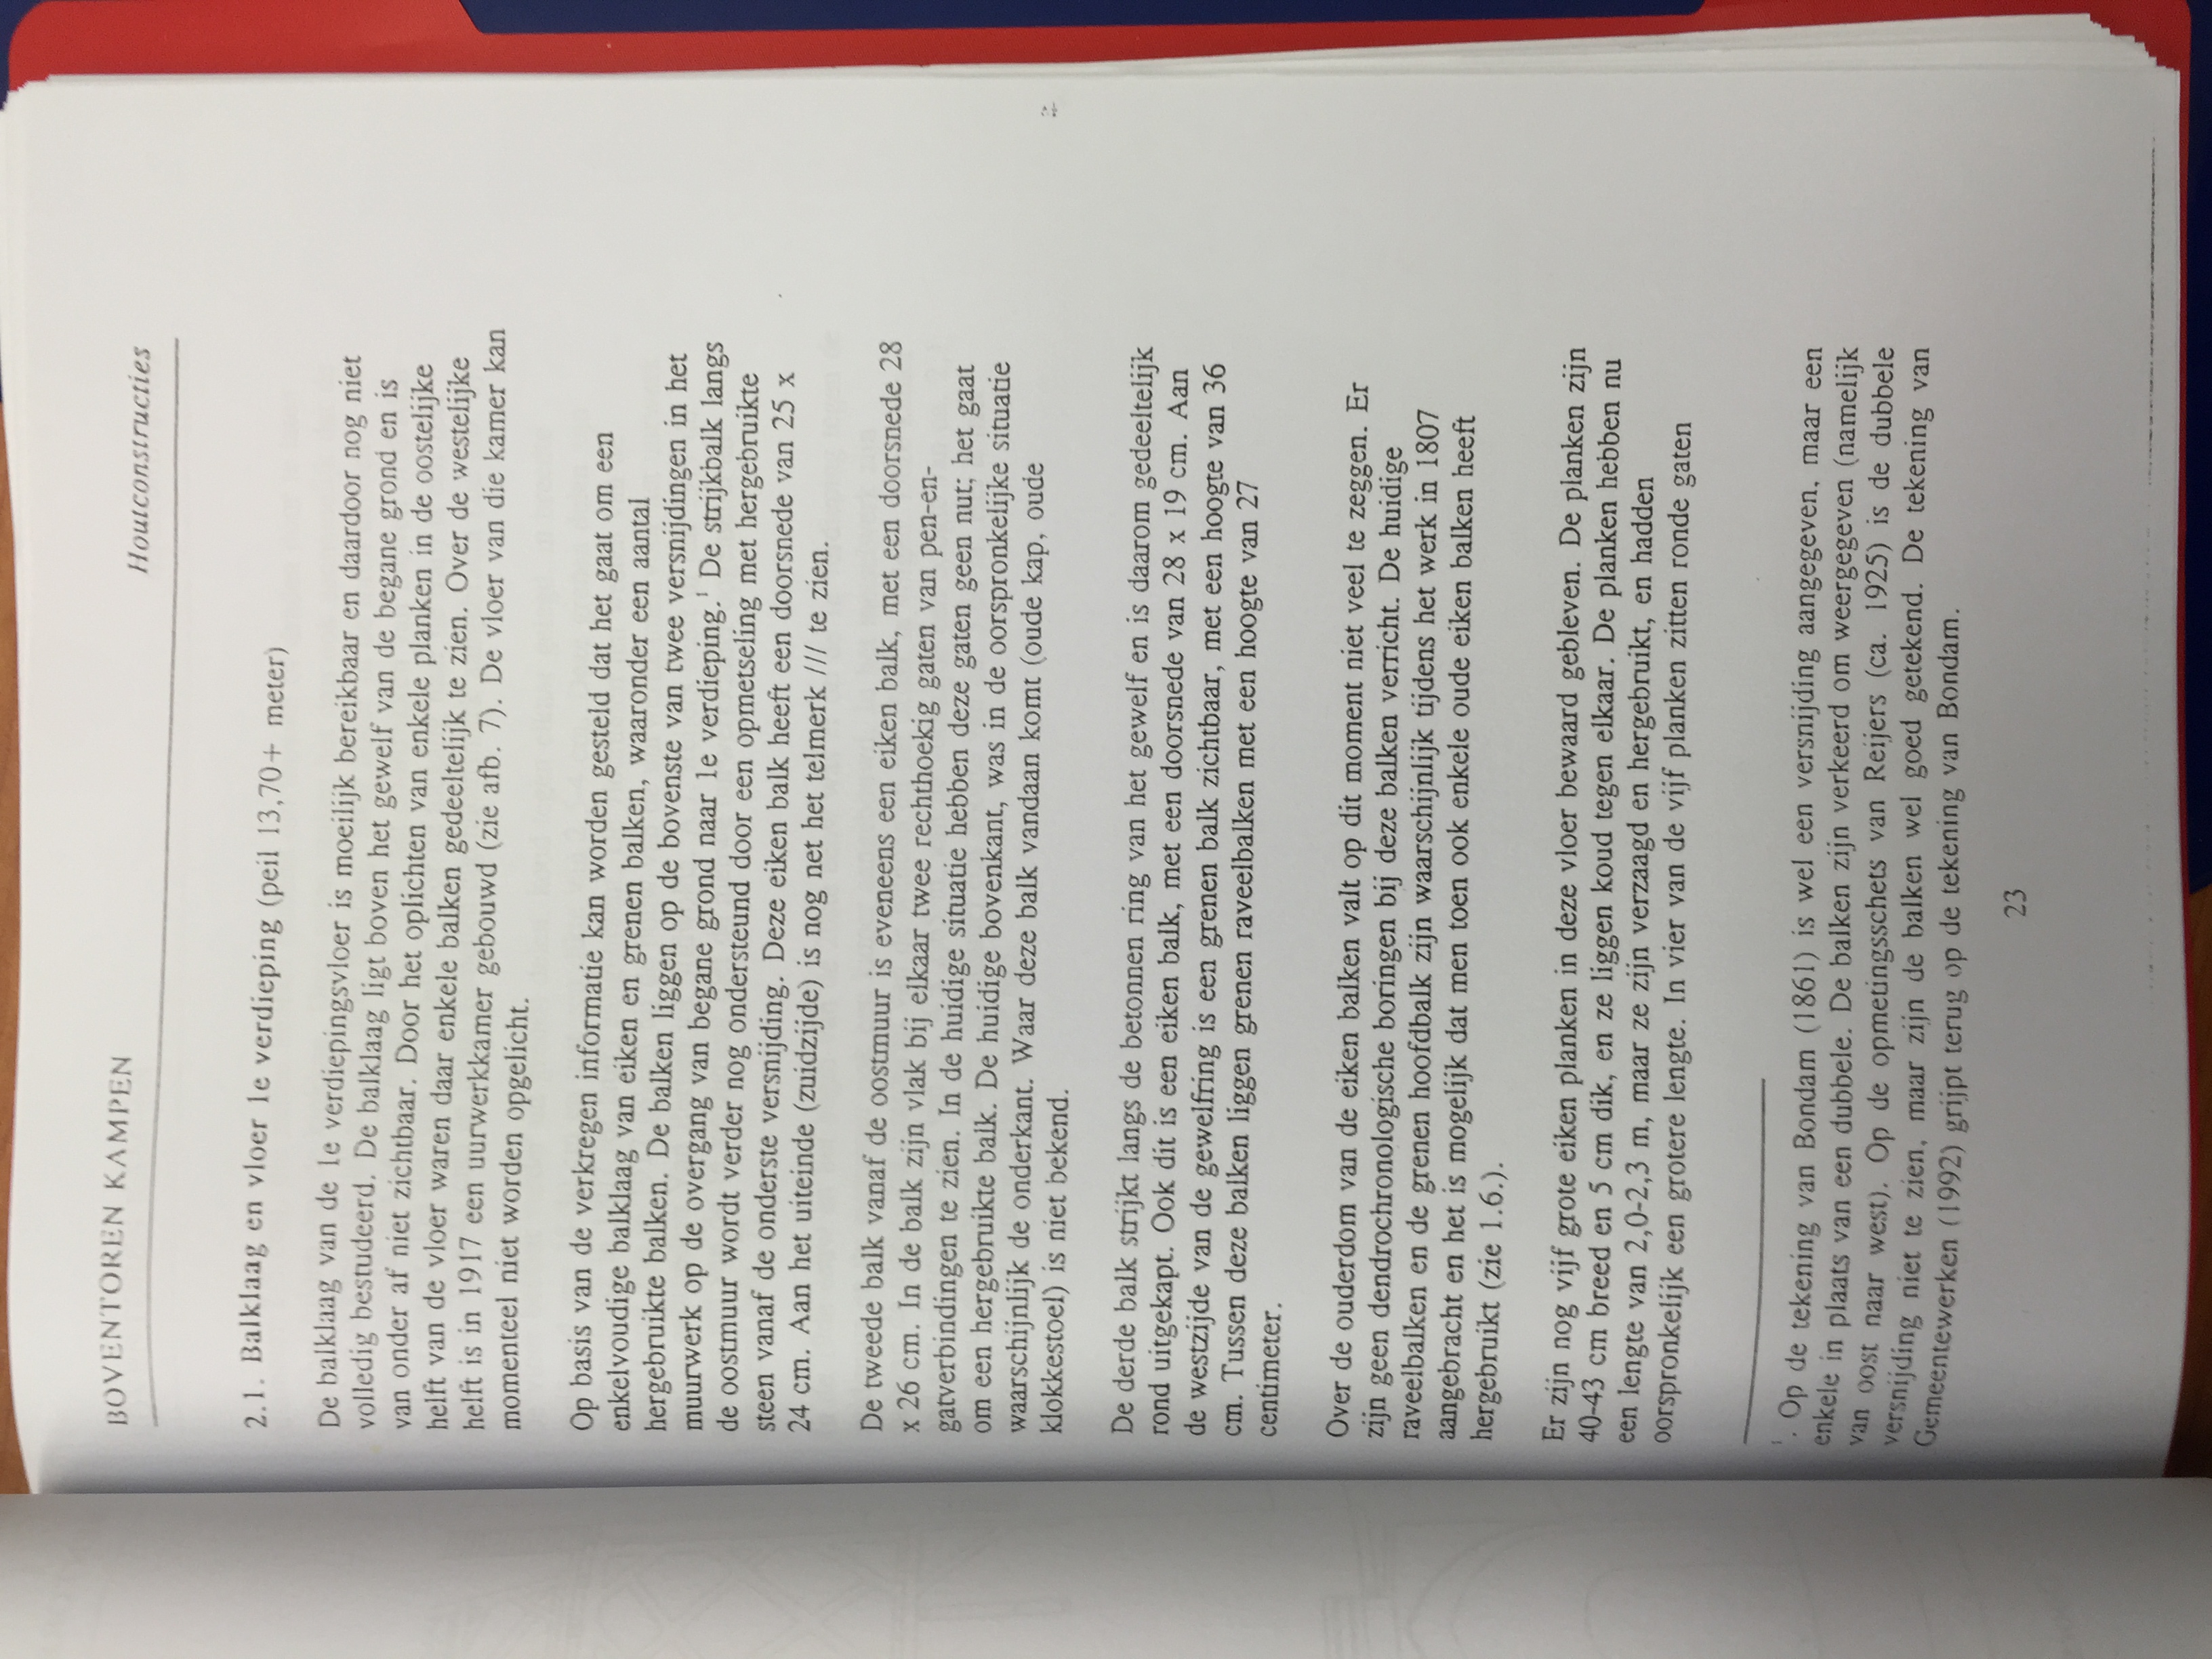 BOVENTOREN KAMPEN Houtconstructies
2.1. Balklaag en vloer 1e verdieping (peil 13,70+ meter)
De balklaag van de 1e verdiepingsvloer is moeilijk bereikbaar en daardoor nog niet
volledig bestudeerd. De balklaag ligt boven het gewelf van de begane grond en is
van onder af niet zichtbaar. Door het oplichten van enkele planken in de oostelijke
helft van de vloer waren daar enkele balken gedeeltelijk te zien. Over de westelijke
helft is in 1917 een uurwerkkamer gebouwd (zie afb. 7). De vloer van die kamer kan
momenteel niet worden opgelicht.
Op basis van de verkregen informatie kan worden gesteld dat het gaat om een
enkelvoudige balklaag van eiken en grenen balken, waaronder een aantal
hergebruikte balken. De balken liggen op de bovenste van twee versnijdingen in het
muurwerk op de overgang van begane grond naar 1e verdieping.¹ De strijkbalk langs
de oostmuur wordt verder nog ondersteund door een opmetseling met hergebruikte
steen vanaf de onderste versnijding. Deze eiken balk heeft een doorsnede van 25 x
24 cm. Aan het uiteinde (zuidzijde) is nog net het telmerk /// te zien.
De tweede balk vanaf de oostmuur is eveneens een eiken balk, met een doorsnede 28
x 26 cm. In de balk zijn vlak bij elkaar twee rechthoekig gaten van pen-en-
gatverbindingen te zien. In de huidige situatie hebben deze gaten geen nut; het gaat
om een hergebruikte balk. De huidige bovenkant, was in de oorspronkelijke situatie
waarschijnlijk de onderkant. Waar deze balk vandaan komt (oude kap, oude
klokkestoel) is niet bekend.
De derde balk strijkt langs de betonnen ring van het gewelf en is daarom gedeeltelijk
rond uitgekapt. Ook dit is een eiken balk, met een doorsnede van 28 x 19 cm. Aan
de westzijde van de gewelfring is een grenen balk zichtbaar, met een hoogte van 36
cm. Tussen deze balken liggen grenen raveelbalken met een hoogte van 27
centimeter.
Over de ouderdom van de eiken balken valt op dit moment niet veel te zeggen. Er
zijn geen dendrochronologische boringen bij deze balken verricht. De huidige
raveelbalken en de grenen hoofdbalk zijn waarschijnlijk tijdens het werk in 1807
aangebracht en het is mogelijk dat men toen ook enkele oude eiken balken heeft
hergebruikt (zie 1.6.).
Er zijn nog vijf grote eiken planken in deze vloer bewaard gebleven. De planken zijn
40-43 cm breed en 5 cm dik, en ze liggen koud tegen elkaar. De planken hebben nu
een lengte van 2,0-2,3 m, maar ze zijn verzaagd en hergebruikt, en hadden
oorspronkelijk een grotere lengte. In vier van de vijf planken zitten ronde gaten
¹. Op de tekening van Bondam (1861) is wel een versnijding aangegeven, maar een
enkele in plaats van een dubbele. De balken zijn verkeerd om weergegeven (namelijk
van oost naar west). Op de opmetingsschets van Reijers (ca. 1925) is de dubbele
versnijding niet te zien, maar zijn de balken wel goed getekend. De tekening van
Gemeentewerken (1992) grijpt terug op de tekening van Bondam.
23